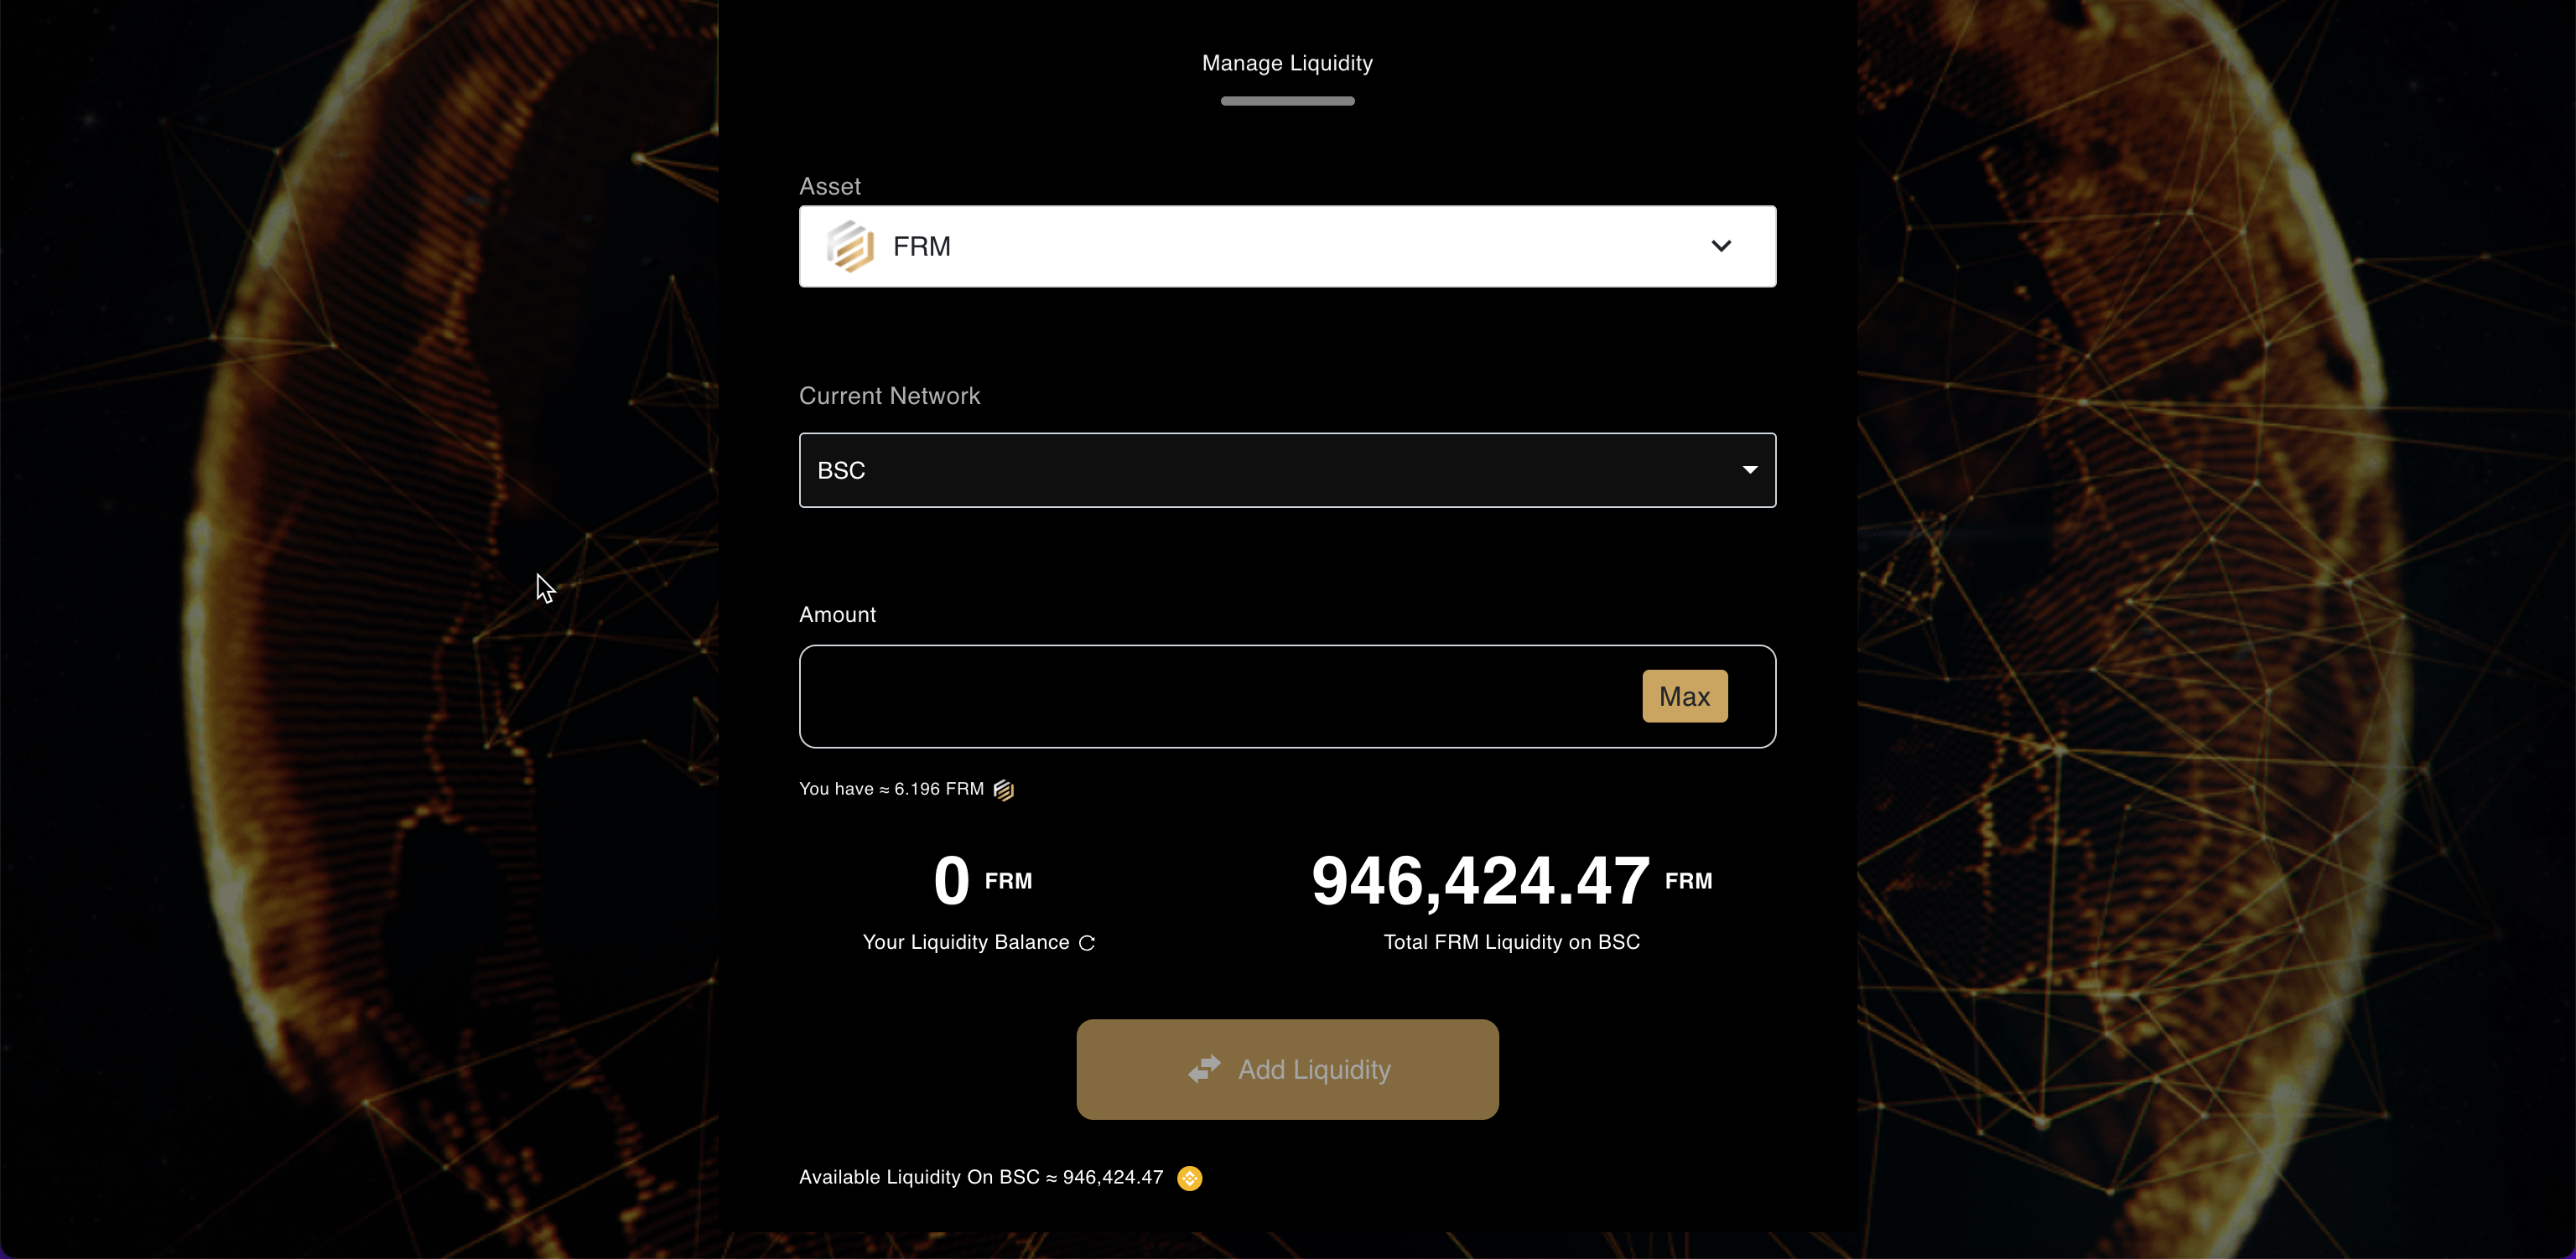 Manage Liquidity
Asset
FRM
Current Network
BSC
Amount
Max
You have ≈ 6.196 FRM
0 FRM
946,424.47 FRM
Your Liquidity Balance
Total FRM Liquidity on BSC
Add Liquidity
Available Liquidity On BSC ≈ 946,424.47